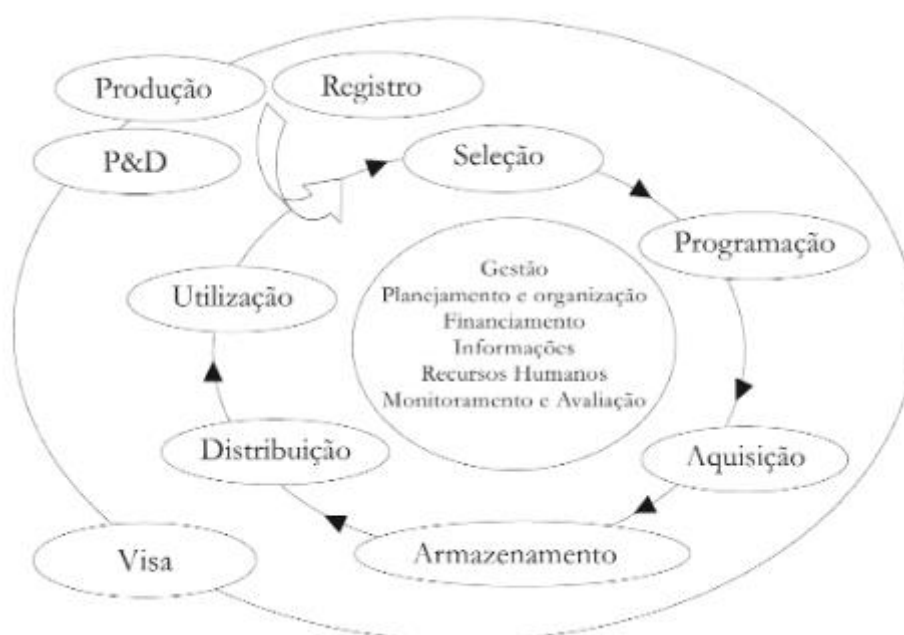 Produção
Registro
P&D
Seleção
Programação
Gestão
Planejamento e organização
Financiamento
Informações
Recursos Humanos
Monitoramento e Avaliação
Utilização
Distribuição
Aquisição
Armazenamento
Visa